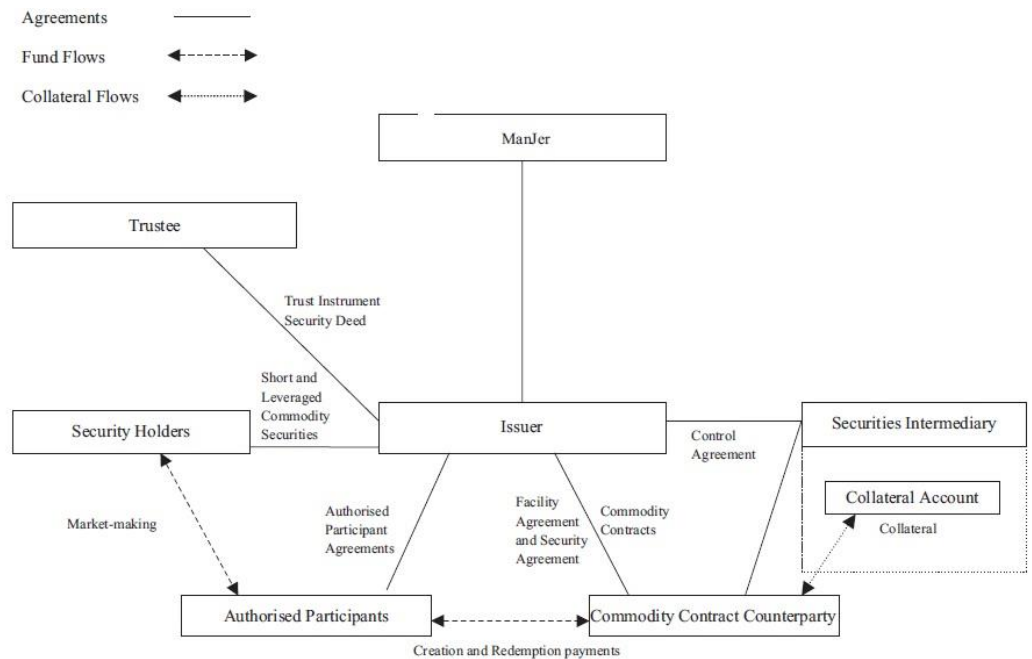 Agreements
Fund Flows
Collateral Flows
ManJer
Trustee
Trust Instrument
Security Deed
Short and
Leveraged
Commodity
Securities
Security Holders
Issuer
Securities Intermediary
Control
Agreement
Collateral Account
Collateral
Market-making
Authorised
Participant
Agreements
Facility
Agreement
and Security
Agreement
Commodity
Contracts
Authorised Participants
Commodity Contract Counterparty
Creation and Redemption payments